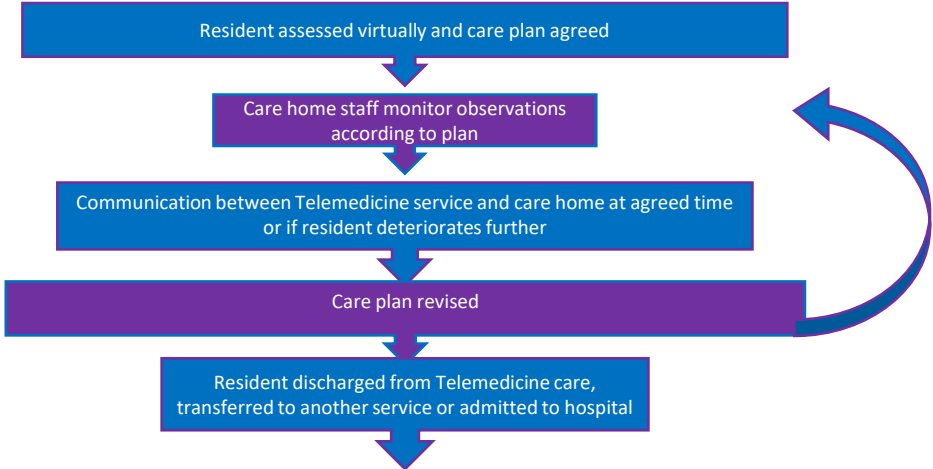 Resident assessed virtually and care plan agreed
Care home staff monitor observations
according to plan
Communication between Telemedicine service and care home at agreed time
or if resident deteriorates further
Care plan revised
Resident discharged from Telemedicine care,
transferred to another service or admitted to hospital